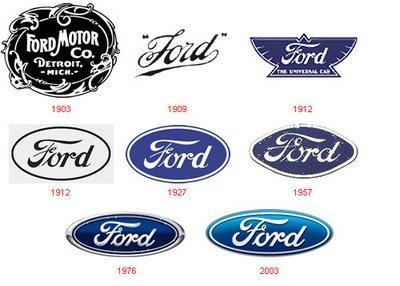 FORD MOTOR
CO.
DETROIT,
- MICH. -
1903
"Ford"
1909
Ford
THE UNIVERSAL CAR
1912
Ford
1912
Ford
1927
Ford
1957
Ford
1976
Ford
2003